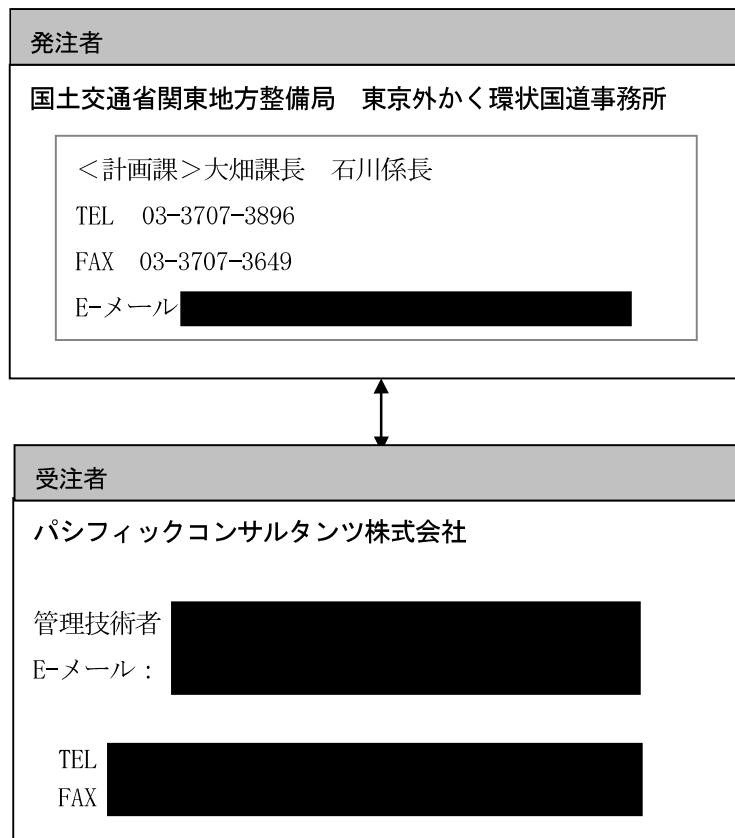 発注者
国土交通省関東地方整備局　東京外かく環状国道事務所
＜計画課＞大畑課長　石川係長
TEL　03-3707-3896
FAX　03-3707-3649
E-メール
受注者
パシフィックコンサルタンツ株式会社
管理技術者
E-メール：
TEL
FAX